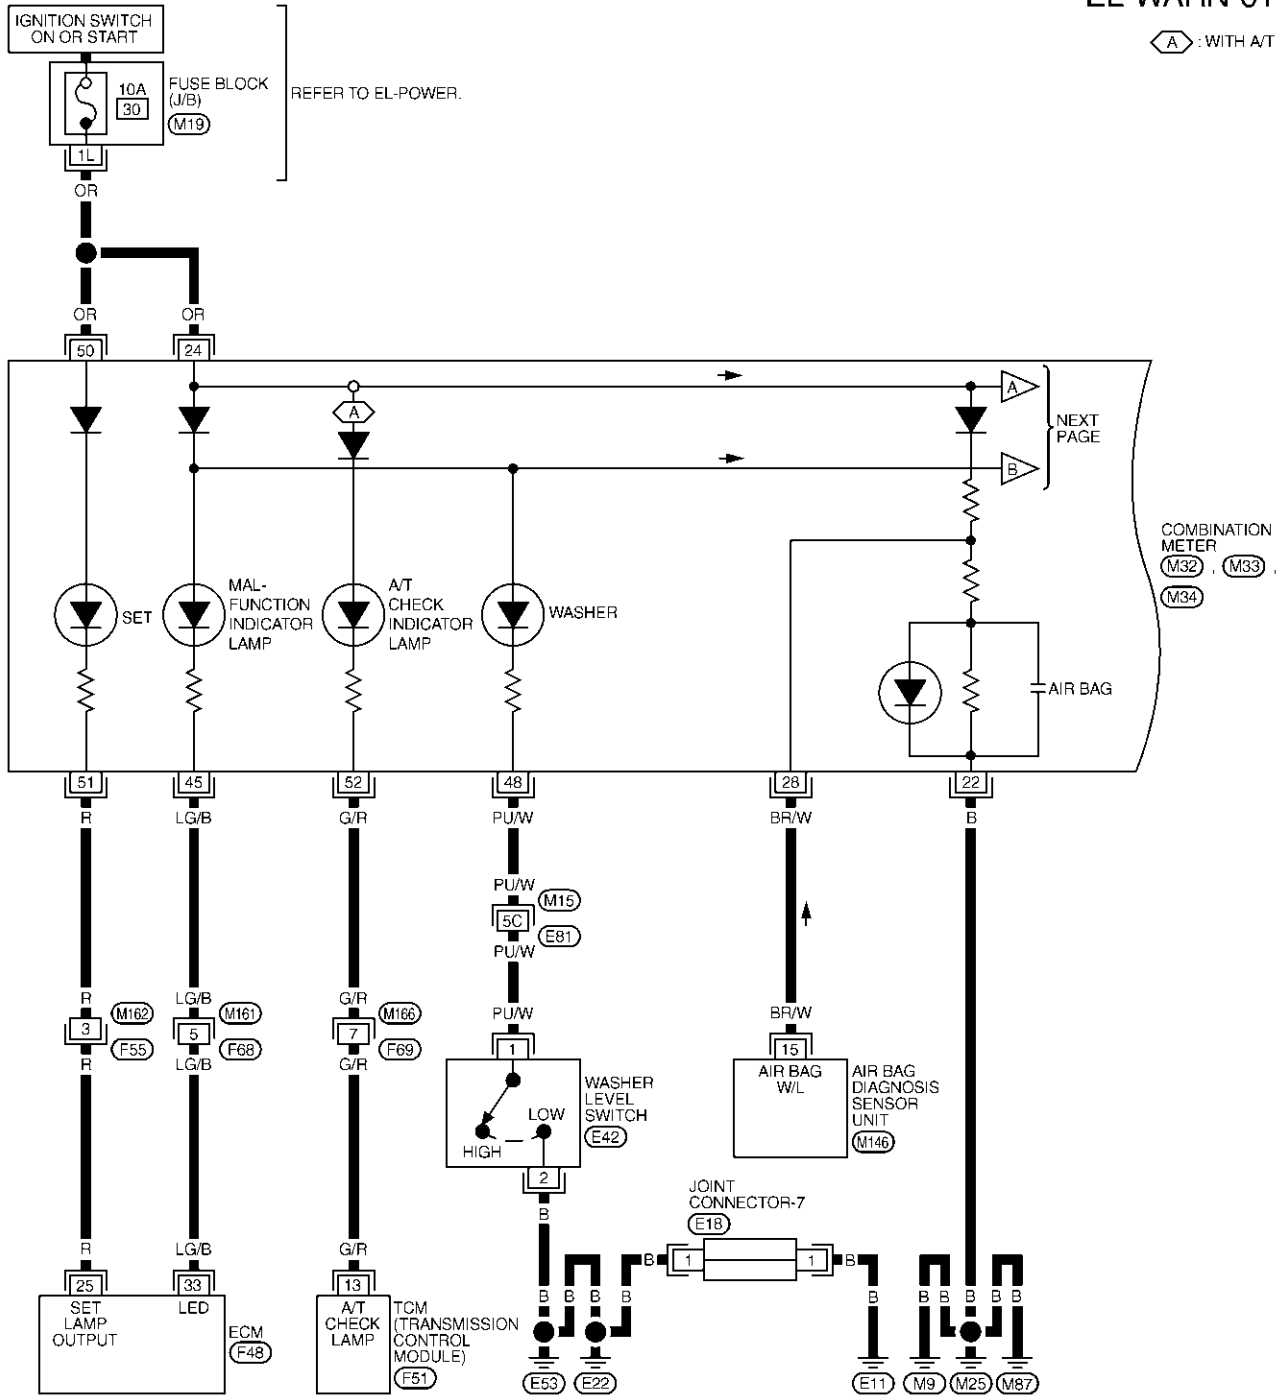 IGNITION SWITCH
ON OR START
: WITH A/T
A
10A
30
FUSE BLOCK
(J/B)
M19
REFER TO EL-POWER.
1L
OR
OR
OR
50
24
A
A
NEXT
PAGE
B
COMBINATION
METER
M32 , M33 ,
M34
SET
MAL-
FUNCTION
INDICATOR
LAMP
A/T
CHECK
INDICATOR
LAMP
WASHER
AIR BAG
51
45
52
48
28
22
R
LG/B
G/R
PU/W
BR/W
B
PU/W
M15
5C
E81
PU/W
R
LG/B
G/R
PU/W
BR/W
M162
M161
M166
3
5
7
1
15
F55
F68
F69
R
LG/B
G/R
WASHER
LEVEL
SWITCH
E42
LOW
HIGH
2
B
AIR BAG
W/L
AIR BAG
DIAGNOSIS
SENSOR
UNIT
M146
JOINT
CONNECTOR-7
E18
R
LG/B
G/R
B
1
1
B
25
33
13
B
B
B
B
B
B
B
B
B
SET
LAMP
OUTPUT
LED
ECM
F48
A/T
CHECK
LAMP
TCM
(TRANSMISSION
CONTROL
MODULE)
F51
E53
E22
E11
M9
M25
M87